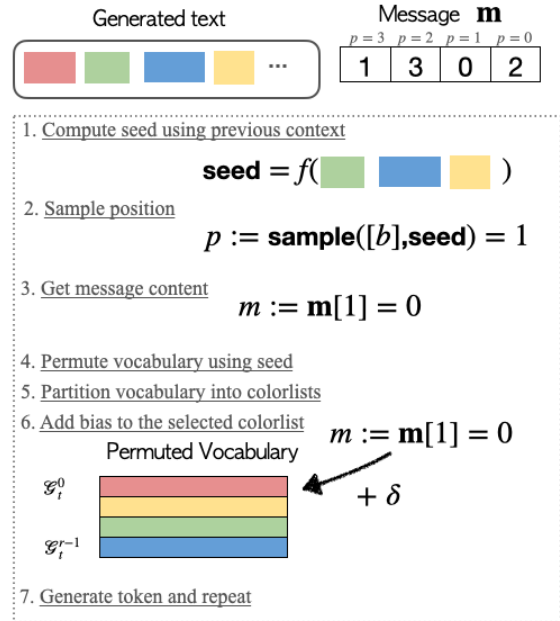 Generated text
Message m
p = 3 p = 2 p = 1 p = 0
1 3 0 2
...
1. Compute seed using previous context
seed = f( )
2. Sample position
p := sample([b],seed) = 1
3. Get message content
m := m[1] = 0
4. Permute vocabulary using seed
5. Partition vocabulary into colorlists
6. Add bias to the selected colorlist
m := m[1] = 0
Permuted Vocabulary
𝒢ₜ⁰
+ δ
𝒢ₜʳ⁻¹
7. Generate token and repeat